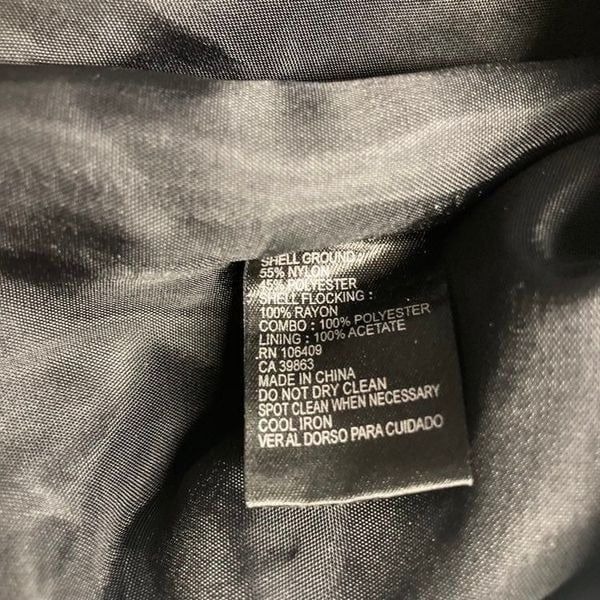 SHELL GROUND:
55% NYLON
45% POLYESTER
SHELL FLOCKING :
100% RAYON
COMBO : 100% POLYESTER
LINING : 100% ACETATE
RN 106409
CA 39863
MADE IN CHINA
DO NOT DRY CLEAN
SPOT CLEAN WHEN NECESSARY
COOL IRON
VER AL DORSO PARA CUIDADO